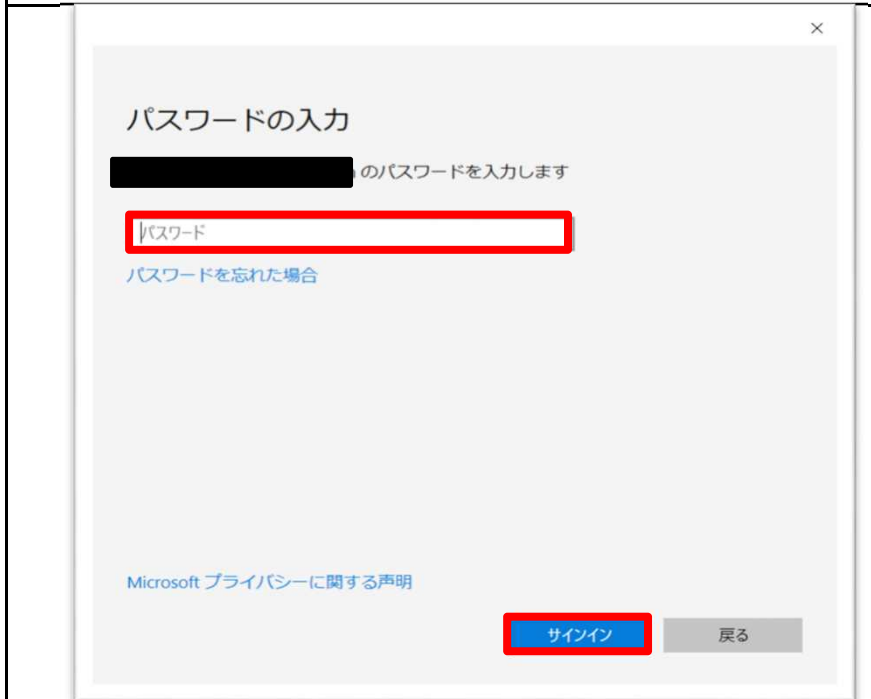 パスワードの入力
のパスワードを入力します
パスワード
パスワードを忘れた場合
Microsoft プライバシーに関する声明
サインイン
戻る